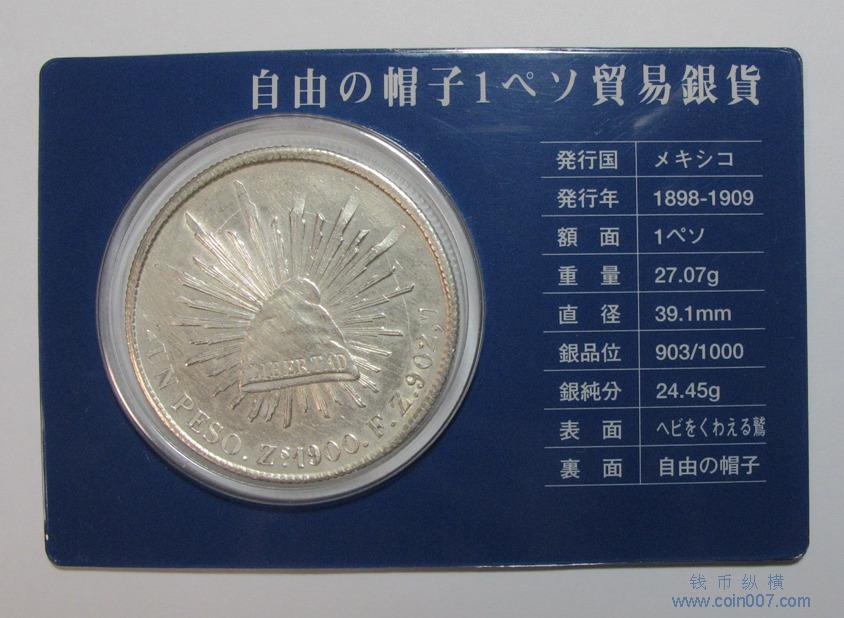 自由の帽子1ペソ貿易銀貨
発行国 メキシコ
発行年 1898-1909
額面 1ペソ
重量 27.07g
直径 39.1mm
銀品位 903/1000
銀純分 24.45g
表面 ヘビをくわえる鷲
裏面 自由の帽子
LIBERTAD
UN PESO. Zs 1900. F.Z. 902,7
钱币纵横
www.coin007.com